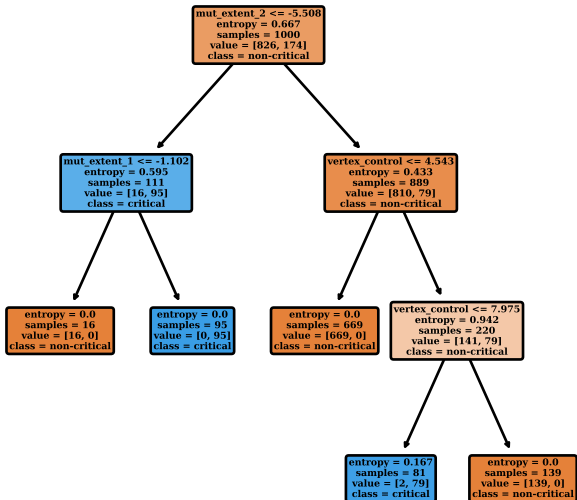 mut_extent_2 <= -5.508
entropy = 0.667
samples = 1000
value = [826, 174]
class = non-critical
mut_extent_1 <= -1.102
entropy = 0.595
samples = 111
value = [16, 95]
class = critical
vertex_control <= 4.543
entropy = 0.433
samples = 889
value = [810, 79]
class = non-critical
entropy = 0.0
samples = 16
value = [16, 0]
class = non-critical
entropy = 0.0
samples = 95
value = [0, 95]
class = critical
entropy = 0.0
samples = 669
value = [669, 0]
class = non-critical
vertex_control <= 7.975
entropy = 0.942
samples = 220
value = [141, 79]
class = non-critical
entropy = 0.167
samples = 81
value = [2, 79]
class = critical
entropy = 0.0
samples = 139
value = [139, 0]
class = non-critical